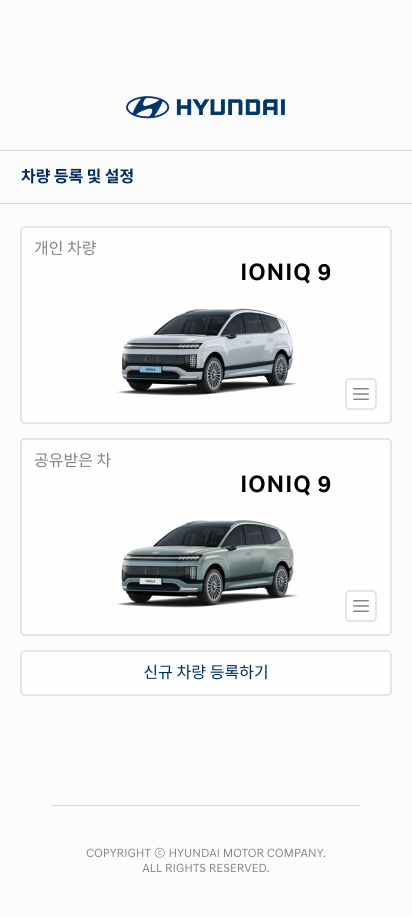 HYUNDAI
차량 등록 및 설정
개인 차량
IONIQ 9
공유받은 차
IONIQ 9
신규 차량 등록하기
COPYRIGHT ⓒ HYUNDAI MOTOR COMPANY.
ALL RIGHTS RESERVED.